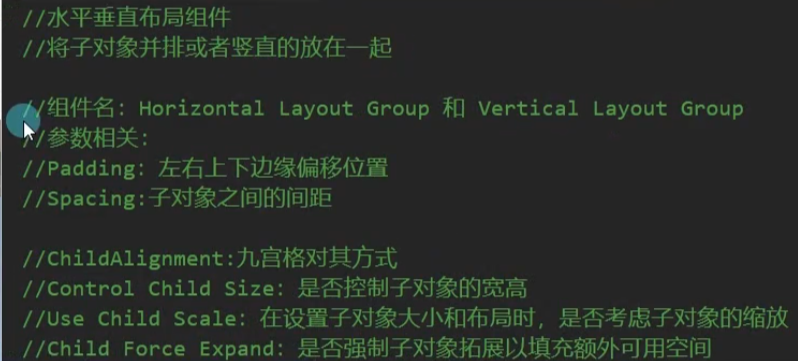 //水平垂直布局组件
//将子对象并排或者竖直的放在一起
//组件名: Horizontal Layout Group 和 Vertical Layout Group
//参数相关:
//Padding: 左右上下边缘偏移位置
//Spacing:子对象之间的间距
//ChildAlignment:九宫格对其方式
//Control Child Size: 是否控制子对象的宽高
//Use Child Scale: 在设置子对象大小和布局时, 是否考虑子对象的缩放
//Child Force Expand: 是否强制子对象拓展以填充额外可用空间